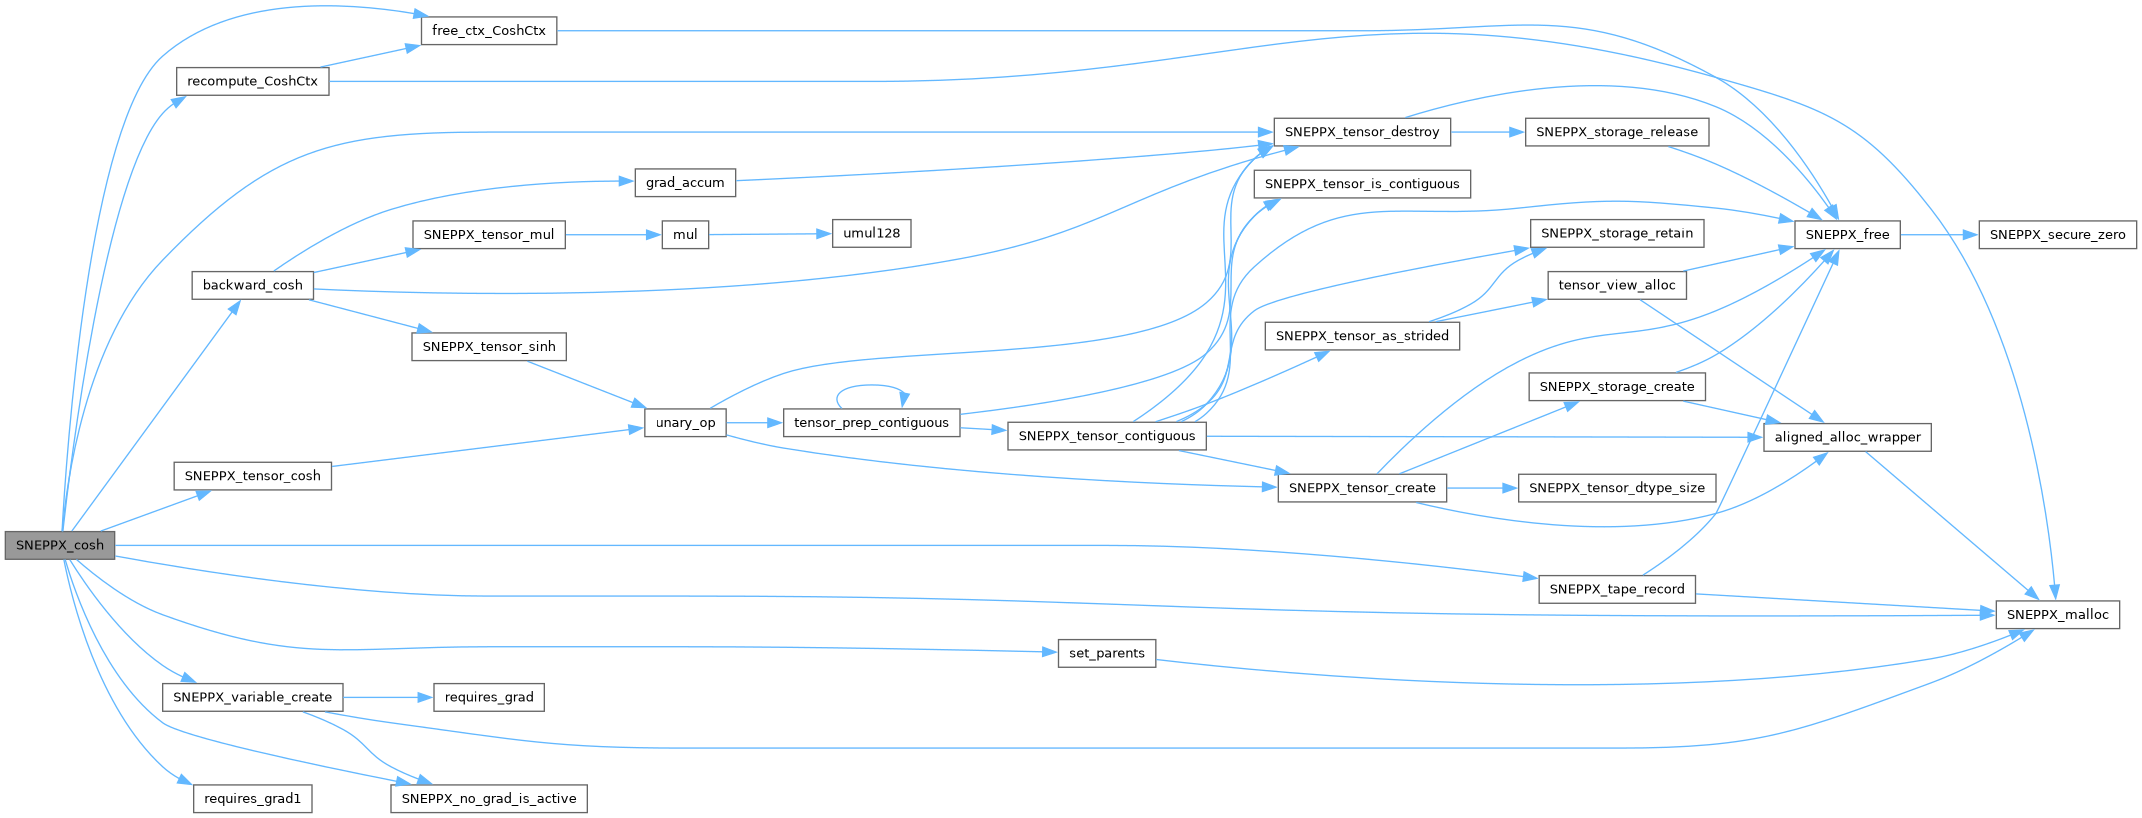 free_ctx_CoshCtx
recompute_CoshCtx
SNEPPX_tensor_destroy
SNEPPX_storage_release
grad_accum
SNEPPX_tensor_is_contiguous
SNEPPX_tensor_mul
mul
umul128
SNEPPX_storage_retain
SNEPPX_free
SNEPPX_secure_zero
backward_cosh
tensor_view_alloc
SNEPPX_tensor_sinh
SNEPPX_tensor_as_strided
SNEPPX_storage_create
unary_op
tensor_prep_contiguous
SNEPPX_tensor_contiguous
aligned_alloc_wrapper
SNEPPX_tensor_cosh
SNEPPX_tensor_create
SNEPPX_tensor_dtype_size
SNEPPX_cosh
SNEPPX_tape_record
SNEPPX_malloc
set_parents
SNEPPX_variable_create
requires_grad
requires_grad1
SNEPPX_no_grad_is_active